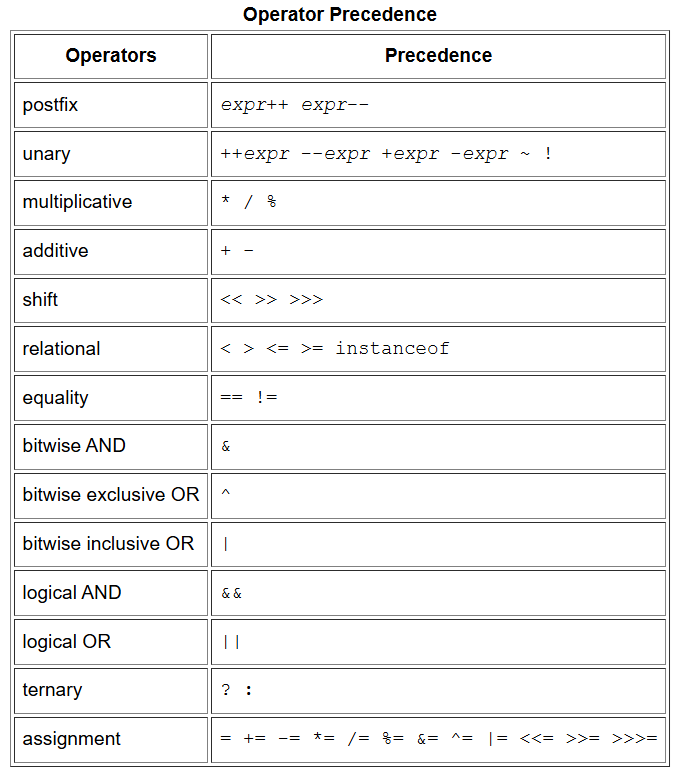 Operator Precedence
Operators Precedence
postfix expr++ expr--
unary ++expr --expr +expr -expr ~ !
multiplicative * / %
additive + -
shift << >> >>>
relational < > <= >= instanceof
equality == !=
bitwise AND &
bitwise exclusive OR ^
bitwise inclusive OR |
logical AND &&
logical OR ||
ternary ? :
assignment = += -= *= /= %= &= ^= |= <<= >>= >>>=